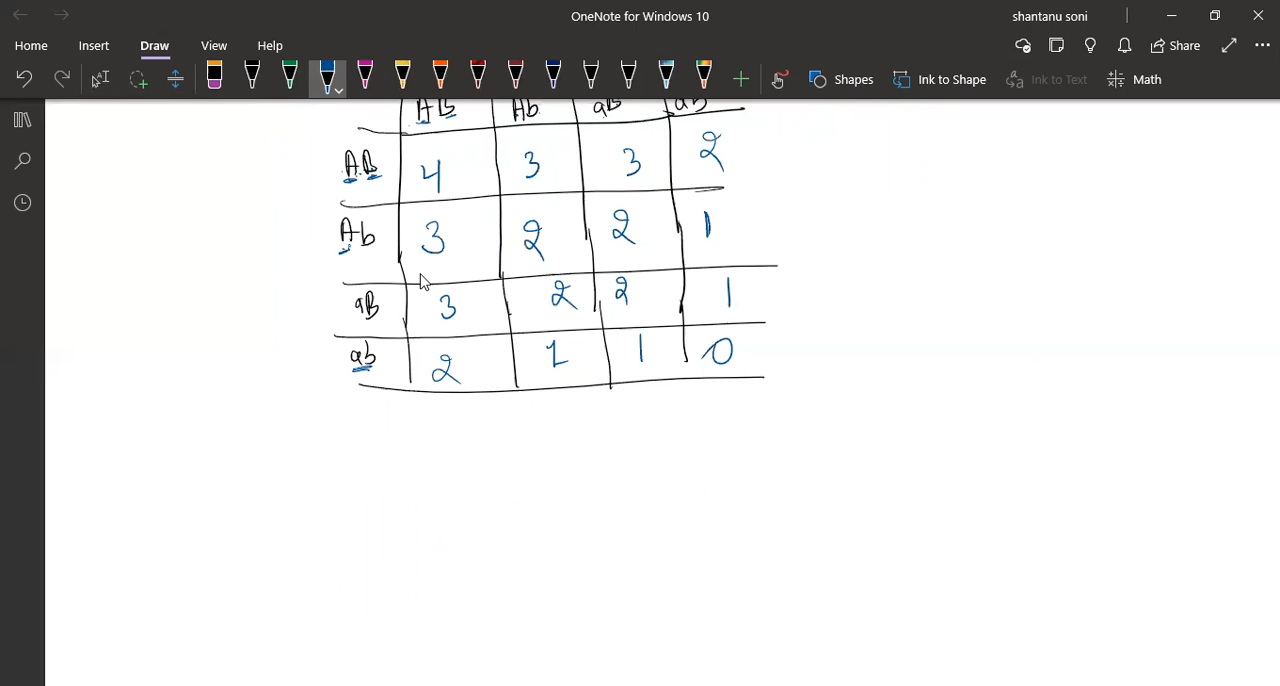 OneNote for Windows 10
shantanu soni
Home Insert Draw View Help
Share
Shapes Ink to Shape Ink to Text Math
AB Ab aB ab
AB 4 3 3 2
Ab 3 2 2 1
aB 3 2 2 1
ab 2 1 1 0